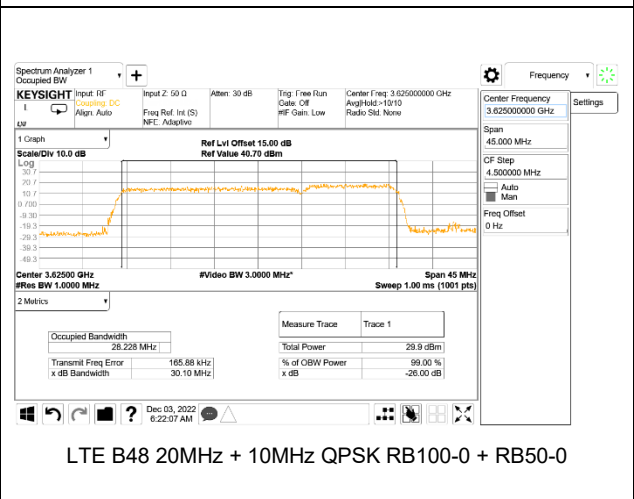 Spectrum Analyzer 1
Occupied BW
Frequency
KEYSIGHT
Input: RF
Coupling: DC
Align: Auto
Input Z: 50 Ω
Freq Ref: Int (S)
NFE: Adaptive
Atten: 30 dB
Trig: Free Run
Gate: Off
#IF Gain: Low
Center Freq: 3.625000000 GHz
Avg|Hold:>10/10
Radio Std: None
Center Frequency
3.625000000 GHz
Settings
Span
45.000 MHz
CF Step
4.500000 MHz
Auto
Man
Freq Offset
0 Hz
1 Graph
Scale/Div 10.0 dB
Ref Lvl Offset 15.00 dB
Ref Value 40.70 dBm
Log
30.7
20.7
10.7
0.700
-9.30
-19.3
-29.3
-39.3
-49.3
Center 3.62500 GHz
#Res BW 1.0000 MHz
#Video BW 3.0000 MHz*
Span 45 MHz
Sweep 1.00 ms (1001 pts)
2 Metrics
Measure Trace Trace 1
Occupied Bandwidth
28.228 MHz
Total Power 29.9 dBm
Transmit Freq Error 165.88 kHz
% of OBW Power 99.00 %
x dB Bandwidth 30.10 MHz
x dB -26.00 dB
Dec 03, 2022
6:22:07 AM
LTE B48 20MHz + 10MHz QPSK RB100-0 + RB50-0